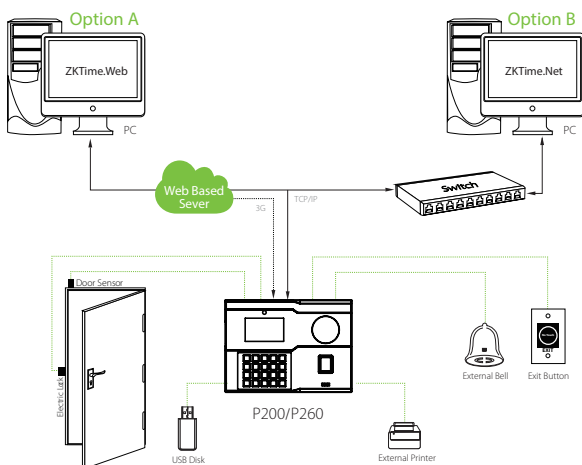 Option A
Option B
ZKTime.Web
ZKTime.Net
PC
PC
Web Based
Sever
Switch
3G
TCP/IP
Door Sensor
Electric Lock
EXIT
P200/P260
External Bell
Exit Button
USB Disk
External Printer